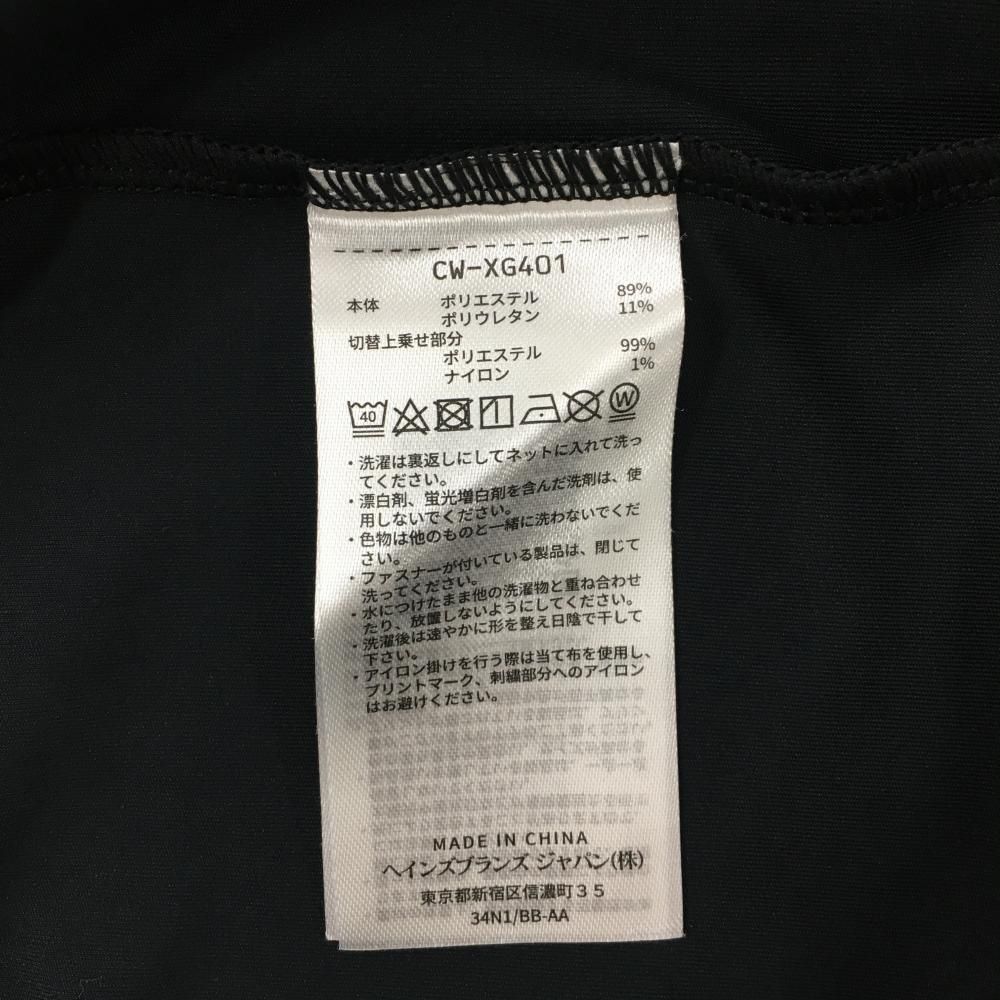 CW-XG401
本体 ポリエステル 89%
ポリウレタン 11%
切替上乗せ部分
ポリエステル 99%
ナイロン 1%
40 W
・洗濯は裏返しにしてネットに入れて洗っ
てください。
・漂白剤、蛍光増白剤を含んだ洗剤は、使
用しないでください。
・色物は他のものと一緒に洗わないでくだ
さい。
・ファスナーが付いている製品は、閉じて
洗ってください。
・水につけたまま他の洗濯物と重ね合わせ
たり、放置しないようにしてください。
・洗濯後は速やかに形を整え日陰で干して
下さい。
・アイロン掛けを行う際は当て布を使用し、
プリントマーク、刺繍部分へのアイロン
はお避けください。
MADE IN CHINA
ヘインズブランズ ジャパン(株)
東京都新宿区信濃町35
34N1/BB-AA